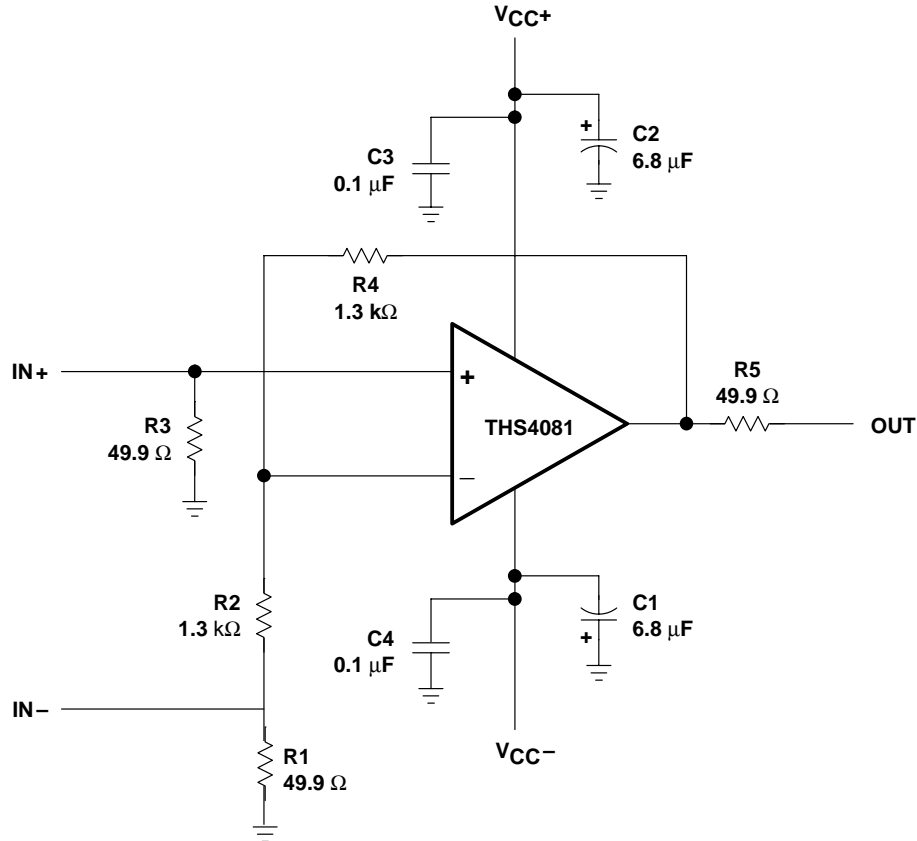 VCC+
C3
0.1 μF
C2
6.8 μF
+
R4
1.3 kΩ
IN+
R3
49.9 Ω
+
−
THS4081
R5
49.9 Ω
OUT
R2
1.3 kΩ
C4
0.1 μF
C1
6.8 μF
+
IN−
R1
49.9 Ω
VCC−